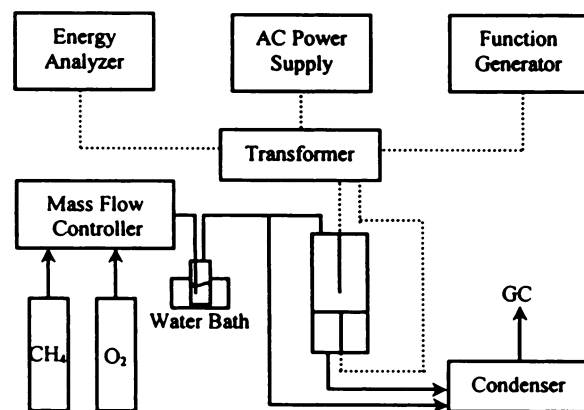 Energy
Analyzer
AC Power
Supply
Function
Generator
Transformer
Mass Flow
Controller
Water Bath
GC
CH₄
O₂
Condenser